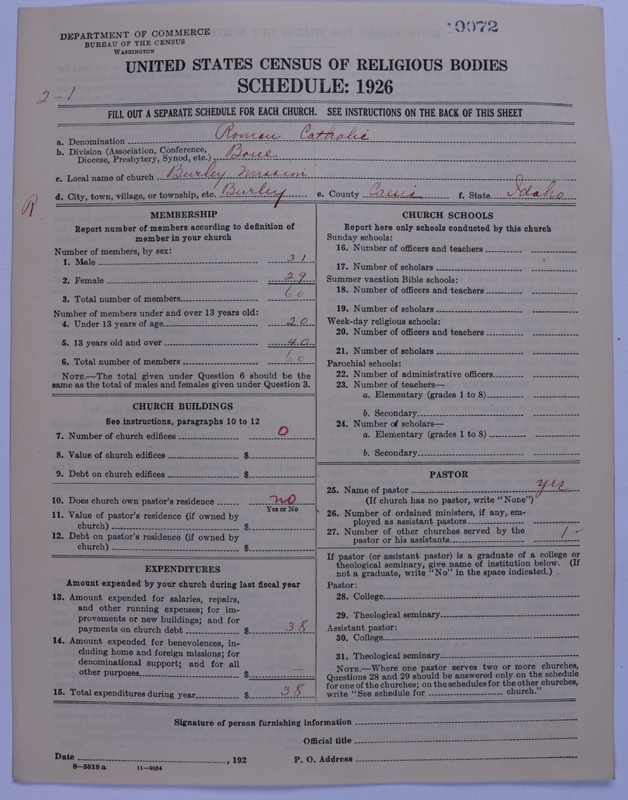 19072
DEPARTMENT OF COMMERCE
BUREAU OF THE CENSUS
WASHINGTON
UNITED STATES CENSUS OF RELIGIOUS BODIES
SCHEDULE: 1926
2-1
FILL OUT A SEPARATE SCHEDULE FOR EACH CHURCH. SEE INSTRUCTIONS ON THE BACK OF THIS SHEET
a. Denomination Roman Catholic
b. Division (Association, Conference, Diocese, Presbytery, Synod, etc.) Boise
c. Local name of church Burley Mission
d. City, town, village, or township, etc. Burley e. County Cassia f. State Idaho
R
MEMBERSHIP
Report number of members according to definition of
member in your church
Number of members, by sex:
1. Male 31
2. Female 29
3. Total number of members 60
Number of members under and over 13 years old:
4. Under 13 years of age 20
5. 13 years old and over 40
6. Total number of members 60
NOTE.—The total given under Question 6 should be the
same as the total of males and females given under Question 3.
CHURCH BUILDINGS
See instructions, paragraphs 10 to 12
7. Number of church edifices 0
8. Value of church edifices $
9. Debt on church edifices $
10. Does church own pastor's residence no
Yes or No
11. Value of pastor's residence (if owned by
church) $
12. Debt on pastor's residence (if owned by
church) $
EXPENDITURES
Amount expended by your church during last fiscal year
13. Amount expended for salaries, repairs,
and other running expenses; for im-
provements or new buildings; and for
payments on church debt $ 38
14. Amount expended for benevolences, in-
cluding home and foreign missions; for
denominational support; and for all
other purposes $ —
15. Total expenditures during year $ 38
CHURCH SCHOOLS
Report here only schools conducted by this church
Sunday schools:
16. Number of officers and teachers
17. Number of scholars
Summer vacation Bible schools:
18. Number of officers and teachers
19. Number of scholars
Week-day religious schools:
20. Number of officers and teachers
21. Number of scholars
Parochial schools:
22. Number of administrative officers
23. Number of teachers—
a. Elementary (grades 1 to 8)
b. Secondary
24. Number of scholars—
a. Elementary (grades 1 to 8)
b. Secondary
PASTOR
25. Name of pastor yes
(If church has no pastor, write "None")
26. Number of ordained ministers, if any, em-
ployed as assistant pastors
27. Number of other churches served by the
pastor or his assistants 1
If pastor (or assistant pastor) is a graduate of a college or
theological seminary, give name of institution below. (If
not a graduate, write "No" in the space indicated.)
Pastor:
28. College
29. Theological seminary
Assistant pastor:
30. College
31. Theological seminary
NOTE.—Where one pastor serves two or more churches,
Questions 28 and 29 should be answered only on the schedule
for one of the churches; on the schedules for the other churches,
write "See schedule for church."
Signature of person furnishing information
Official title
Date , 192 P. O. Address
8-5518 a 11-9054